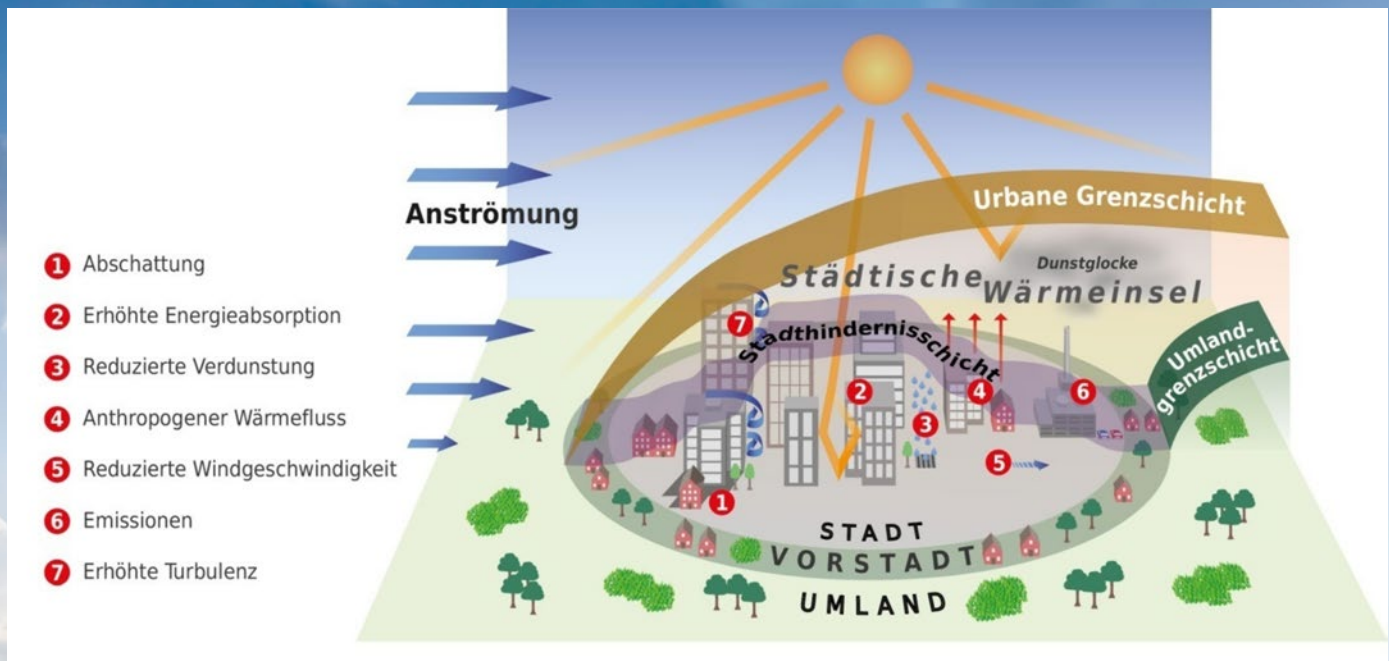 Anströmung
1 Abschattung
2 Erhöhte Energieabsorption
3 Reduzierte Verdunstung
4 Anthropogener Wärmefluss
5 Reduzierte Windgeschwindigkeit
6 Emissionen
7 Erhöhte Turbulenz
Urbane Grenzschicht
Dunstglocke
Städtische
Wärmeinsel
Stadthindernisschicht
Umland-
grenzschicht
7
2
4
6
3
5
1
STADT
VORSTADT
UMLAND